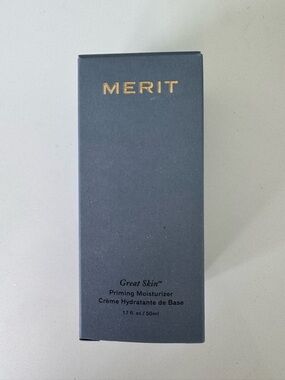 MERIT
Great Skin™
Priming Moisturizer
Crème Hydratante de Base
1.7 fl. oz / 50ml